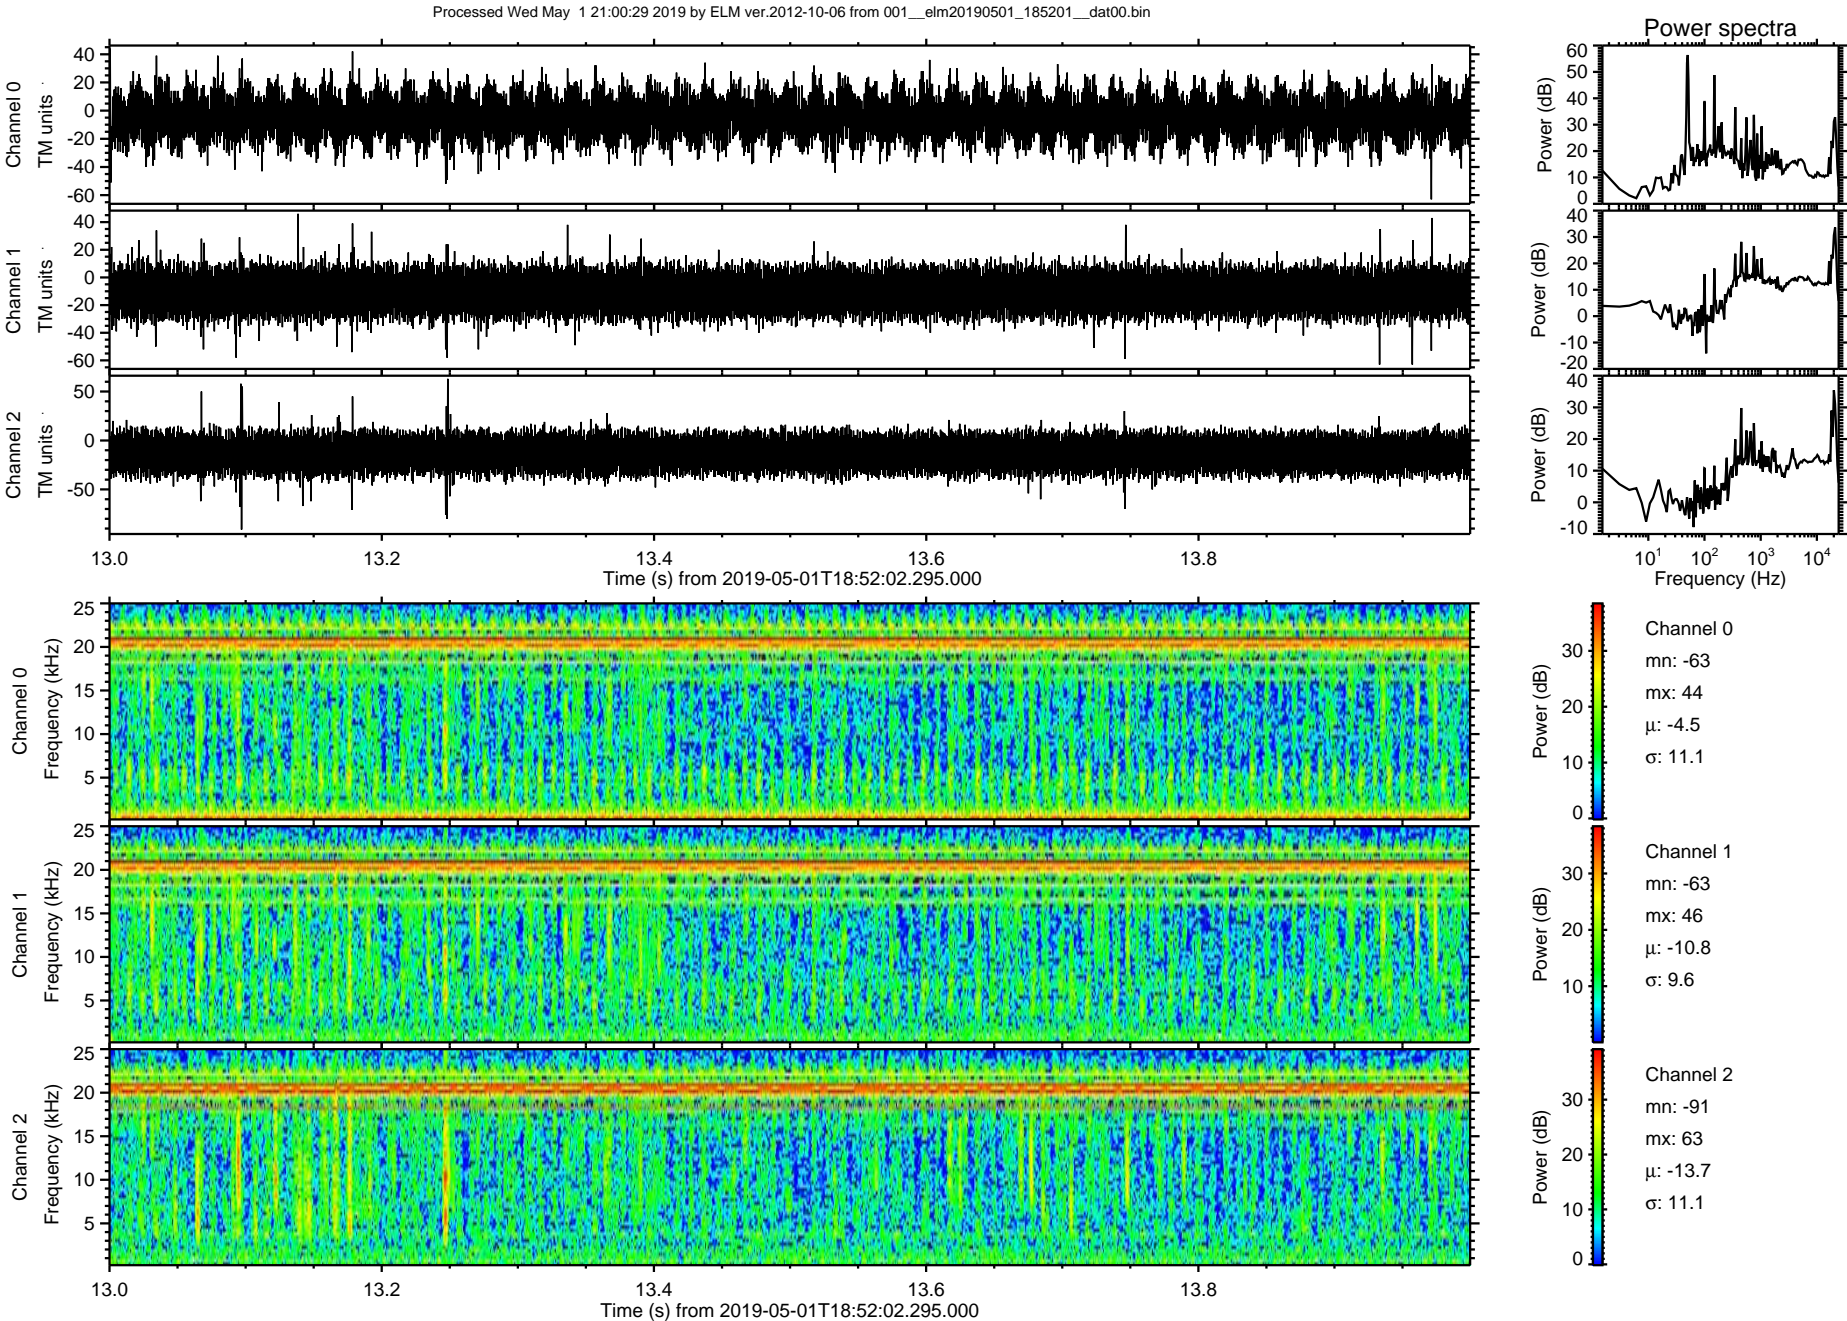 Processed Wed May  1 21:00:29 2019 by ELM ver.2012-10-06 from 001__elm20190501_185201__dat00.bin
Power spectra
Channel 0
TM units
40
20
0
-20
-40
-60
Channel 1
TM units
40
20
0
-20
-40
-60
Channel 2
TM units
50
0
-50
13.0 13.2 13.4 13.6 13.8
Time (s) from 2019-05-01T18:52:02.295.000
Power (dB)
60
50
40
30
20
10
0
Power (dB)
40
30
20
10
0
-10
-20
Power (dB)
40
30
20
10
0
-10
10^1 10^2 10^3 10^4
Frequency (Hz)
Channel 0
Frequency (kHz)
25
20
15
10
5
Channel 1
Frequency (kHz)
25
20
15
10
5
Channel 2
Frequency (kHz)
25
20
15
10
5
13.0 13.2 13.4 13.6 13.8
Time (s) from 2019-05-01T18:52:02.295.000
Power (dB)
30
20
10
0
Channel 0
mn: -63
mx: 44
μ: -4.5
σ: 11.1
Power (dB)
30
20
10
Channel 1
mn: -63
mx: 46
μ: -10.8
σ: 9.6
Power (dB)
30
20
10
0
Channel 2
mn: -91
mx: 63
μ: -13.7
σ: 11.1